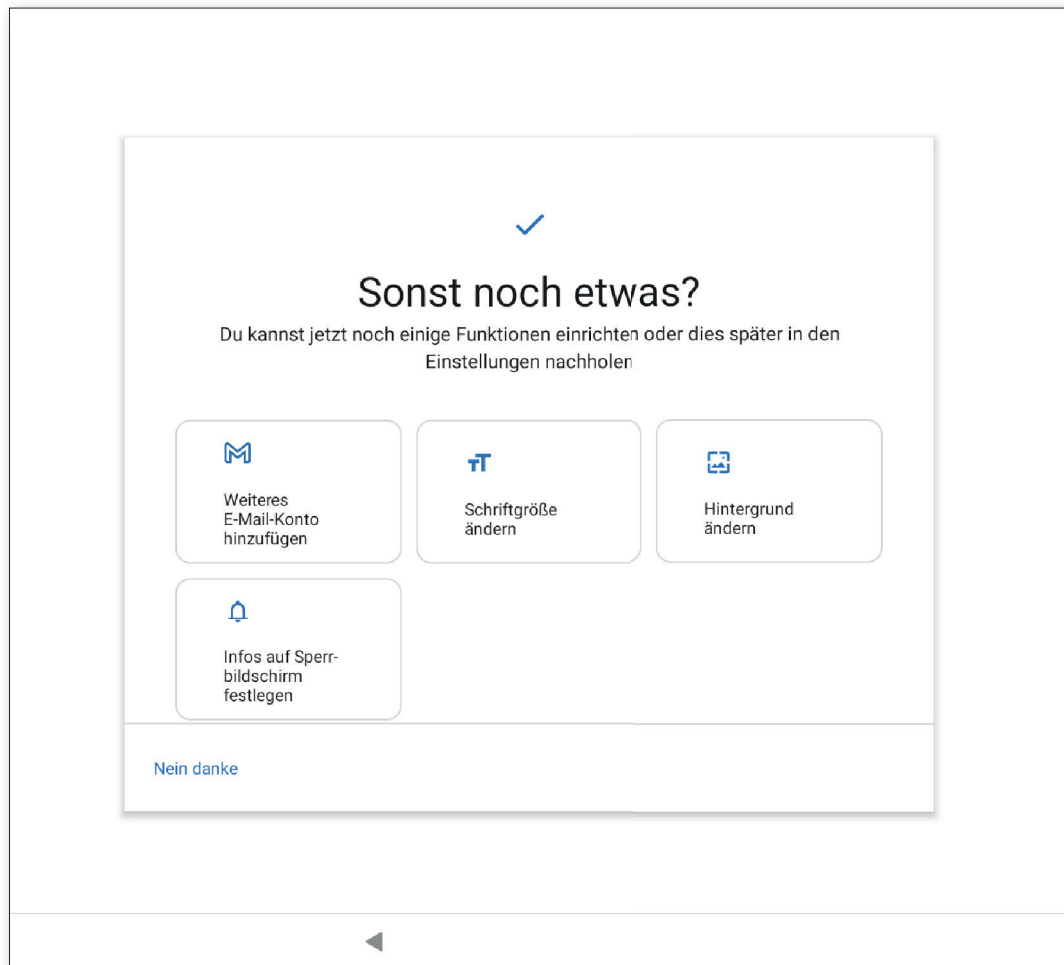 Sonst noch etwas?
Du kannst jetzt noch einige Funktionen einrichten oder dies später in den
Einstellungen nachholen
Weiteres
E-Mail-Konto
hinzufügen
Schriftgröße
ändern
Hintergrund
ändern
Infos auf Sperr-
bildschirm
festlegen
Nein danke